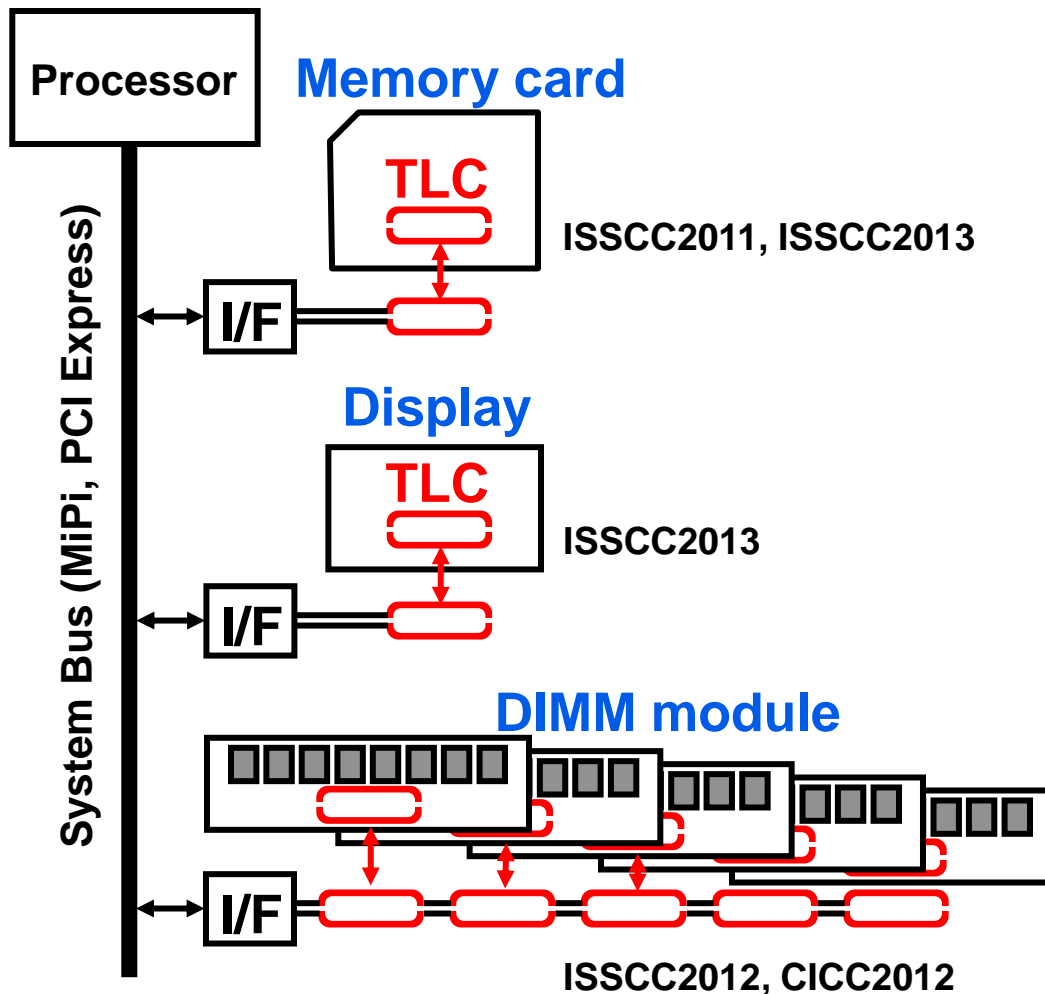 Processor
Memory card
TLC
ISSCC2011, ISSCC2013
I/F
System Bus (MiPi, PCI Express)
Display
TLC
ISSCC2013
I/F
DIMM module
I/F
ISSCC2012, CICC2012